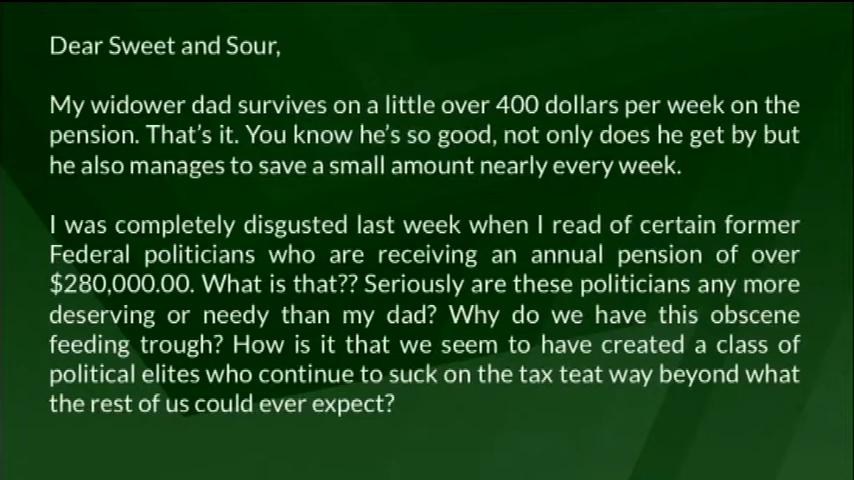 Dear Sweet and Sour,
My widower dad survives on a little over 400 dollars per week on the
pension. That's it. You know he's so good, not only does he get by but
he also manages to save a small amount nearly every week.
I was completely disgusted last week when I read of certain former
Federal politicians who are receiving an annual pension of over
$280,000.00. What is that?? Seriously are these politicians any more
deserving or needy than my dad? Why do we have this obscene
feeding trough? How is it that we seem to have created a class of
political elites who continue to suck on the tax teat way beyond what
the rest of us could ever expect?